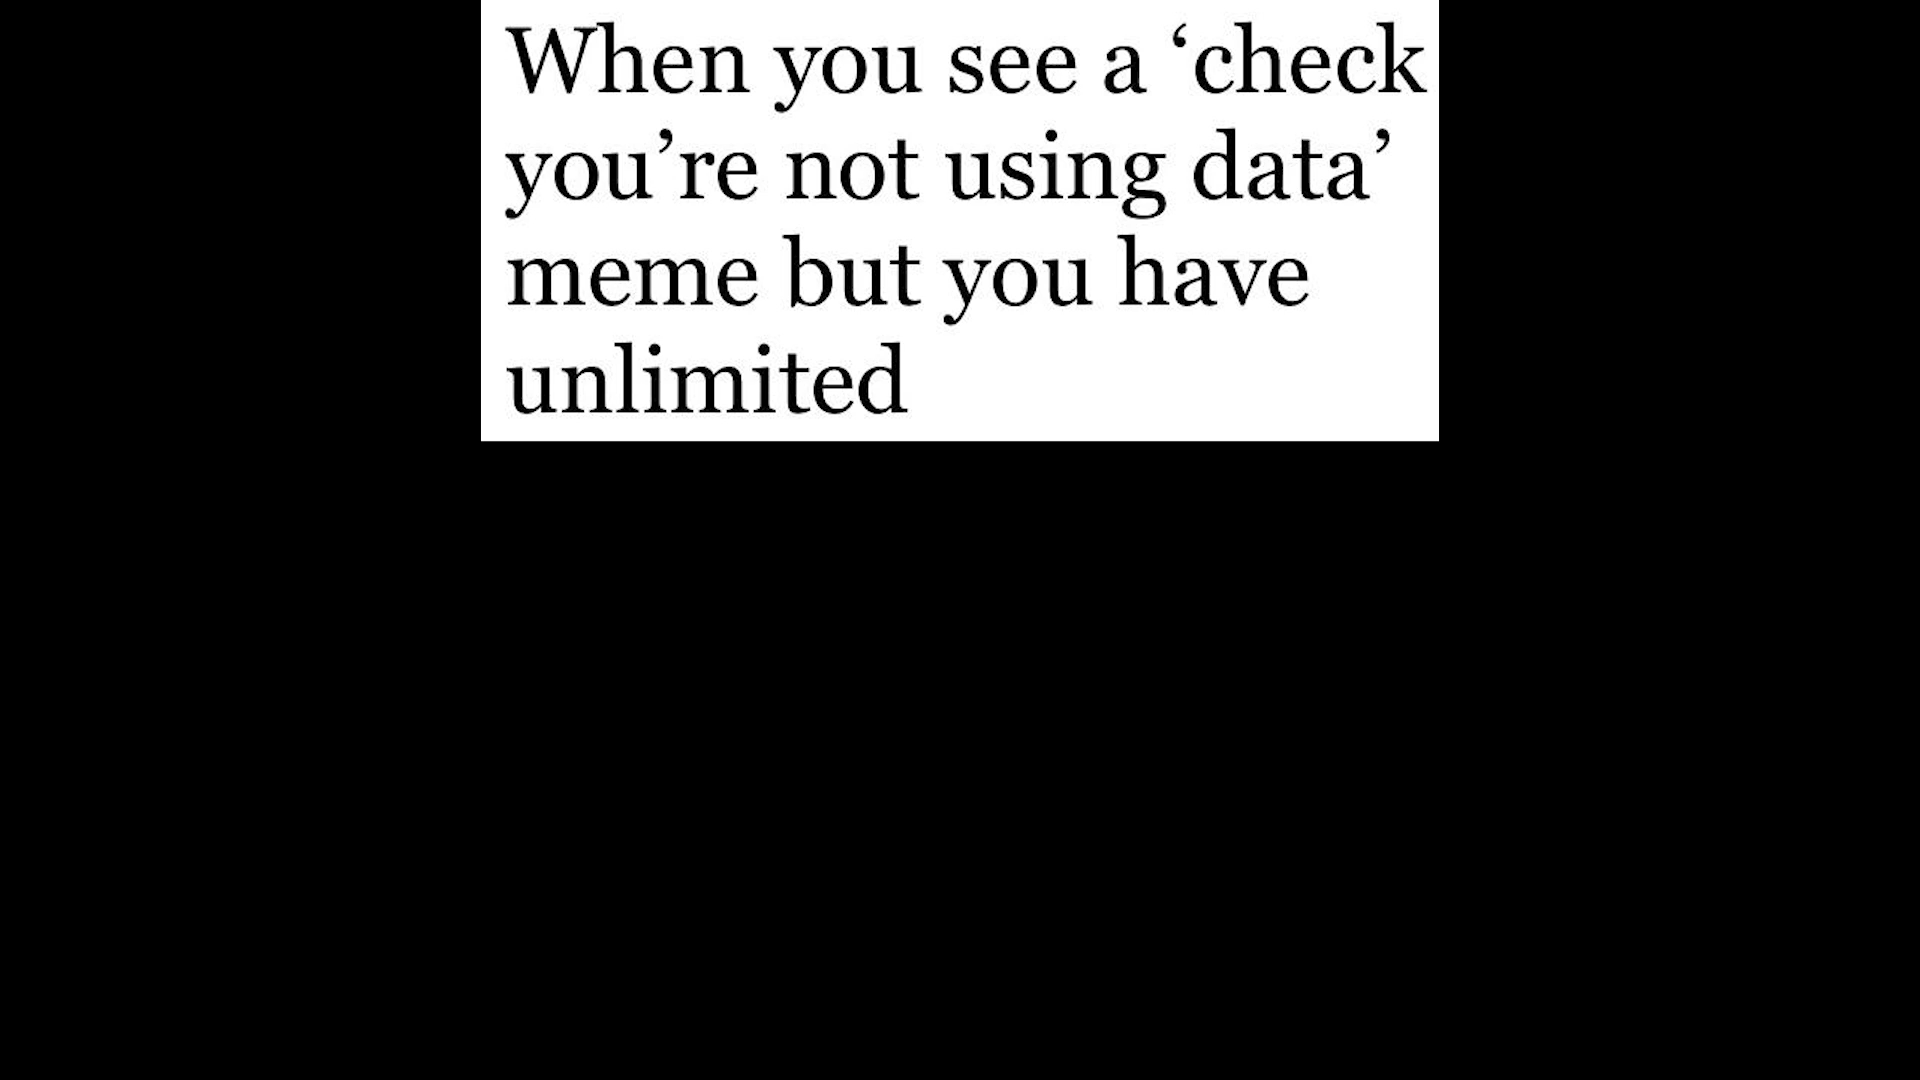 When you see a ‘check
you’re not using data’
meme but you have
unlimited